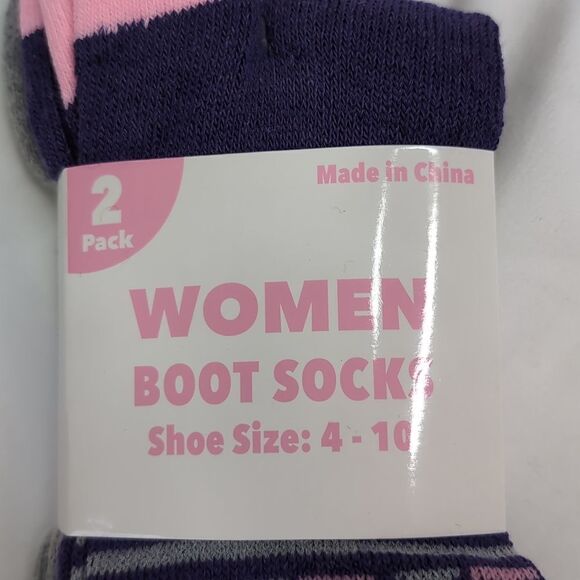 2
Pack
Made in China
WOMEN
BOOT SOCKS
Shoe Size: 4 - 10